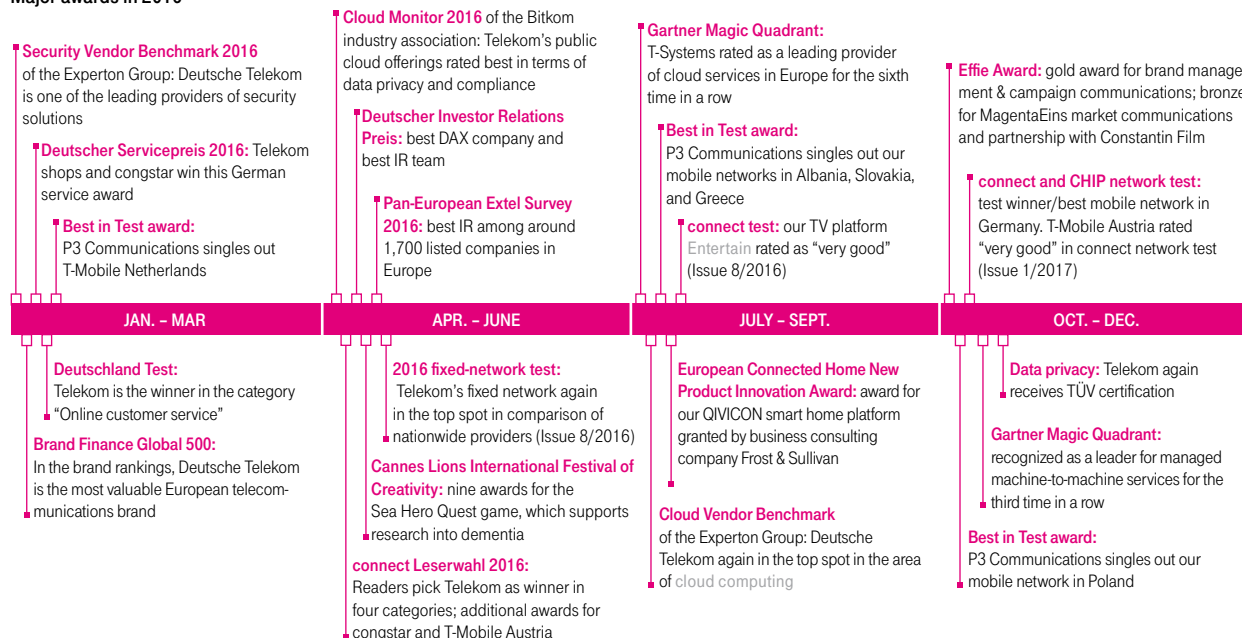 Major awards in 2016
Security Vendor Benchmark 2016
of the Experton Group: Deutsche Telekom
is one of the leading providers of security
solutions
Deutscher Servicepreis 2016: Telekom
shops and congstar win this German
service award
Best in Test award:
P3 Communications singles out
T-Mobile Netherlands
Cloud Monitor 2016 of the Bitkom
industry association: Telekom's public
cloud offerings rated best in terms of
data privacy and compliance
Deutscher Investor Relations
Preis: best DAX company and
best IR team
Pan-European Extel Survey
2016: best IR among around
1,700 listed companies in
Europe
Gartner Magic Quadrant:
T-Systems rated as a leading provider
of cloud services in Europe for the sixth
time in a row
Best in Test award:
P3 Communications singles out our
mobile networks in Albania, Slovakia,
and Greece
connect test: our TV platform
Entertain rated as “very good”
(Issue 8/2016)
Effie Award: gold award for brand manage
ment & campaign communications; bronze
for MagentaEins market communications
and partnership with Constantin Film
connect and CHIP network test:
test winner/best mobile network in
Germany. T-Mobile Austria rated
“very good” in connect network test
(Issue 1/2017)
JAN. – MAR
APR. – JUNE
JULY – SEPT.
OCT. – DEC.
Deutschland Test:
Telekom is the winner in the category
“Online customer service”
Brand Finance Global 500:
In the brand rankings, Deutsche Telekom
is the most valuable European telecom-
munications brand
2016 fixed-network test:
Telekom's fixed network again
in the top spot in comparison of
nationwide providers (Issue 8/2016)
Cannes Lions International Festival of
Creativity: nine awards for the
Sea Hero Quest game, which supports
research into dementia
connect Leserwahl 2016:
Readers pick Telekom as winner in
four categories; additional awards for
congstar and T-Mobile Austria
European Connected Home New
Product Innovation Award: award for
our QIVICON smart home platform
granted by business consulting
company Frost & Sullivan
Cloud Vendor Benchmark
of the Experton Group: Deutsche
Telekom again in the top spot in the area
of cloud computing
Data privacy: Telekom again
receives TÜV certification
Gartner Magic Quadrant:
recognized as a leader for managed
machine-to-machine services for the
third time in a row
Best in Test award:
P3 Communications singles out our
mobile network in Poland